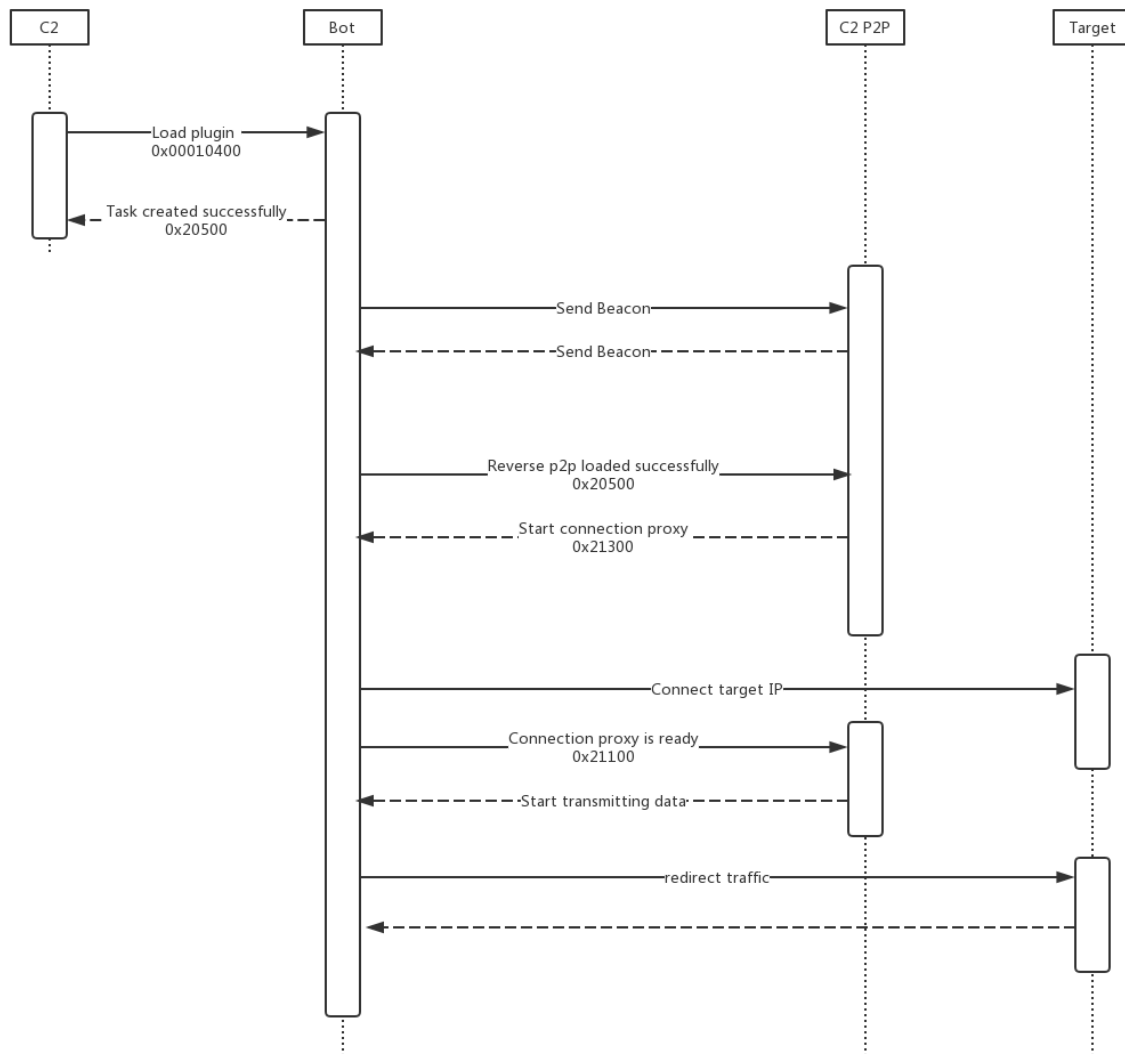 C2
Bot
C2 P2P
Target
Load plugin
0x00010400
Task created successfully
0x20500
Send Beacon
Send Beacon
Reverse p2p loaded successfully
0x20500
Start connection proxy
0x21300
Connect target IP
Connection proxy is ready
0x21100
Start transmitting data
redirect traffic